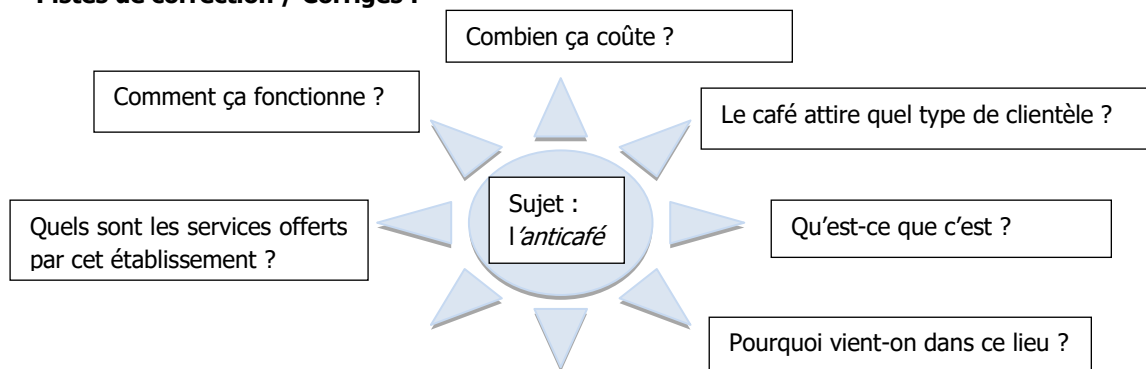 Pistes de correction / Corrigés :
Combien ça coûte ?
Comment ça fonctionne ?
Le café attire quel type de clientèle ?
Sujet :
l'anticafé
Quels sont les services offerts
par cet établissement ?
Qu'est-ce que c'est ?
Pourquoi vient-on dans ce lieu ?